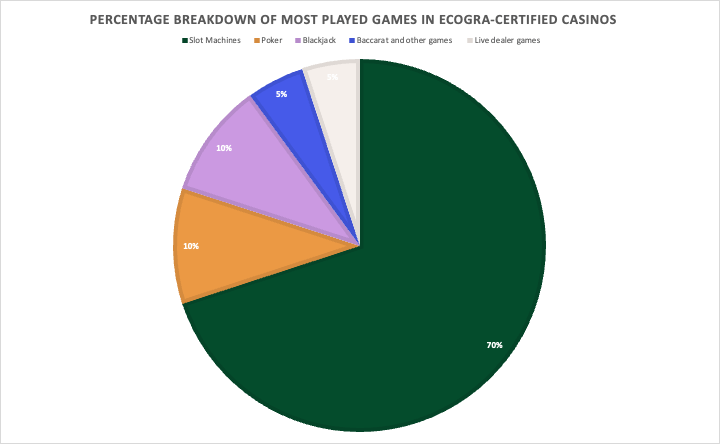 PERCENTAGE BREAKDOWN OF MOST PLAYED GAMES IN ECOGRA-CERTIFIED CASINOS
Slot Machines Poker Blackjack Baccarat and other games Live dealer games
5%
5%
10%
10%
70%